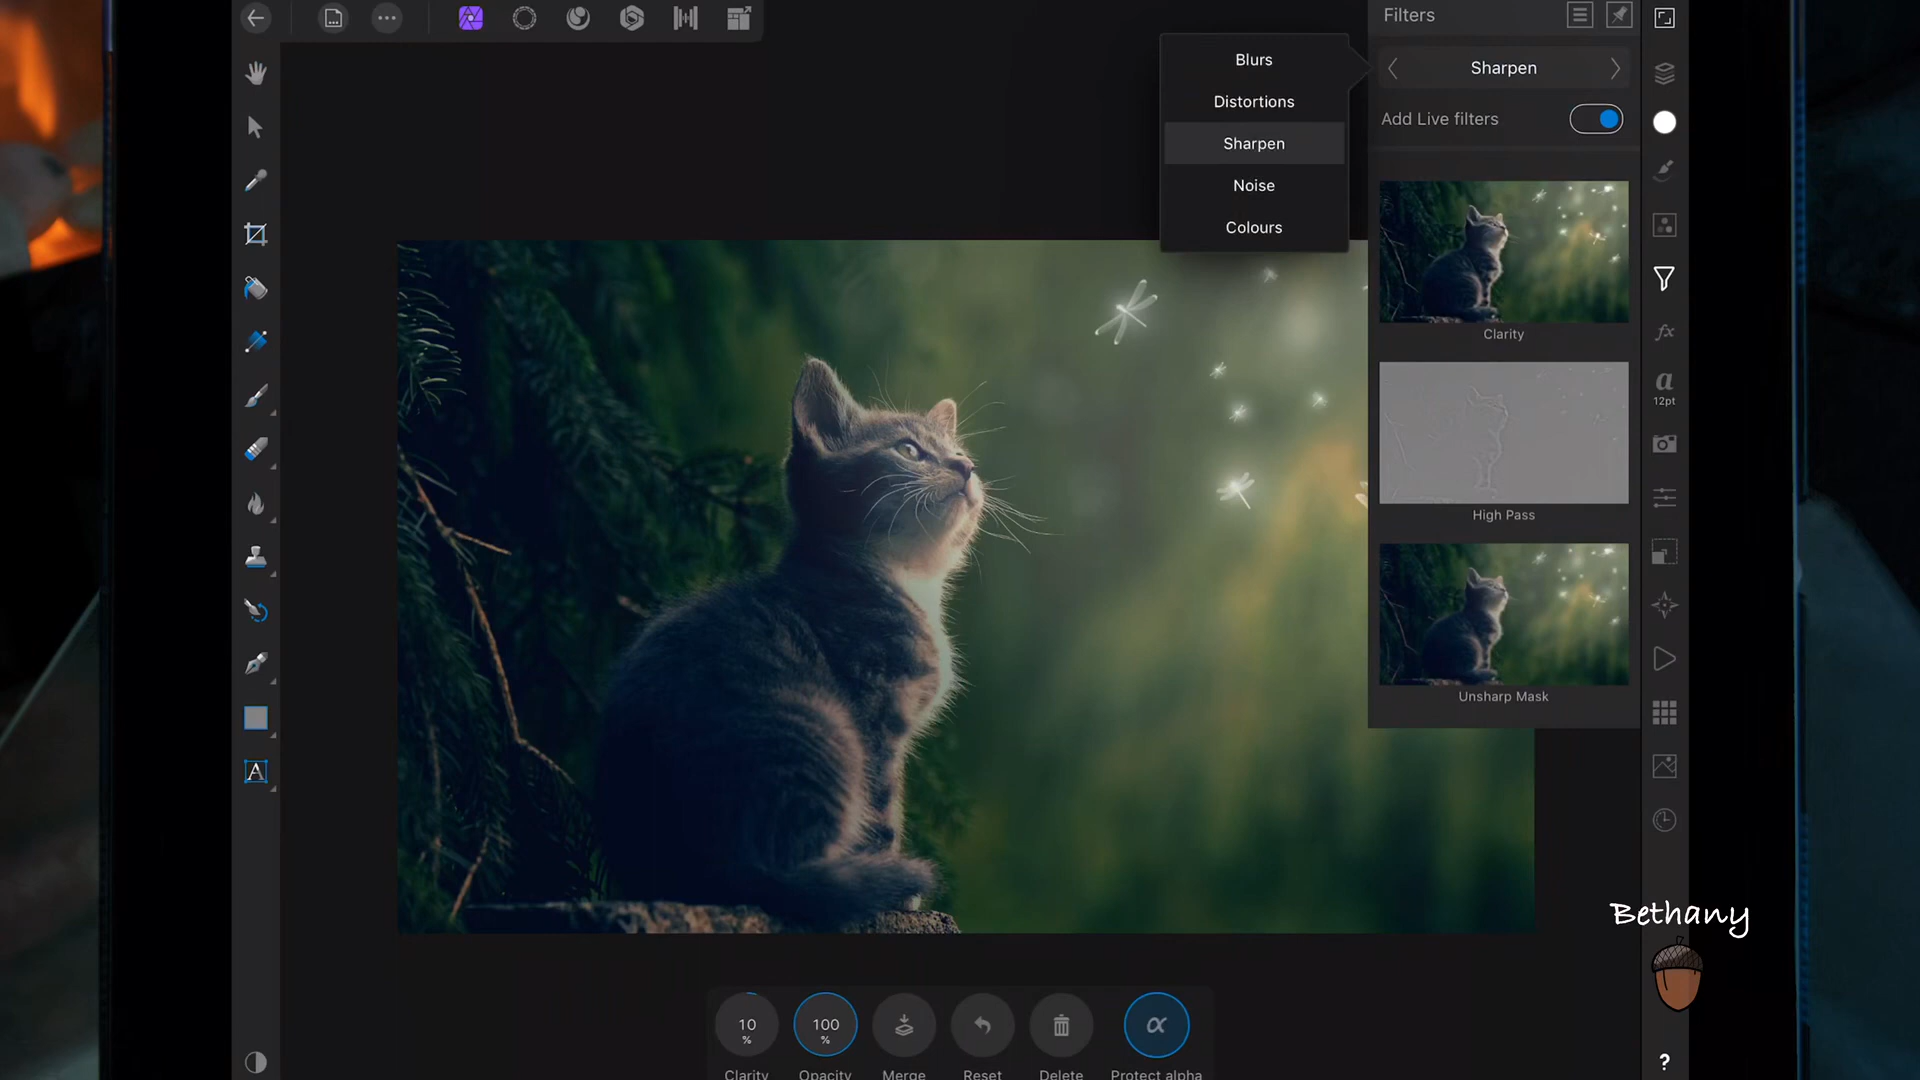 Filters
Blurs
Distortions
Sharpen
Noise
Colours
Sharpen
Add Live filters
Clarity
High Pass
Unsharp Mask
a
12pt
fx
A
Bethany
10
%
100
%
α
Clarity
Opacity
Merge
Reset
Delete
Protect alpha
?